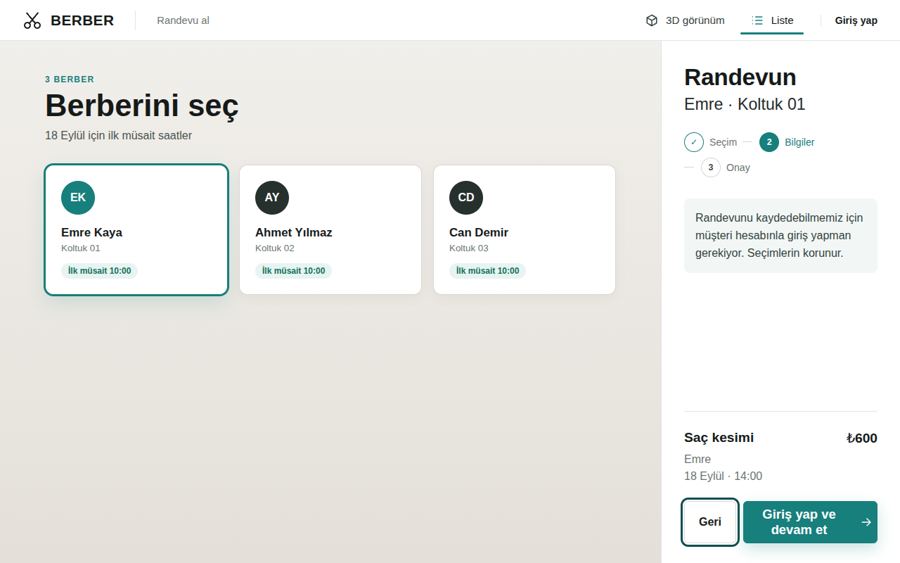 BERBER
Randevu al
3D görünüm
Liste
Giriş yap
3 BERBER
Berberini seç
18 Eylül için ilk müsait saatler
EK
Emre Kaya
Koltuk 01
İlk müsait 10:00
AY
Ahmet Yılmaz
Koltuk 02
İlk müsait 10:00
CD
Can Demir
Koltuk 03
İlk müsait 10:00
Randevun
Emre · Koltuk 01
✓ Seçim
2 Bilgiler
3 Onay
Randevunu kaydedebilmemiz için
müşteri hesabınla giriş yapman
gerekiyor. Seçimlerin korunur.
Saç kesimi ₺600
Emre
18 Eylül · 14:00
Geri
Giriş yap ve
devam et →